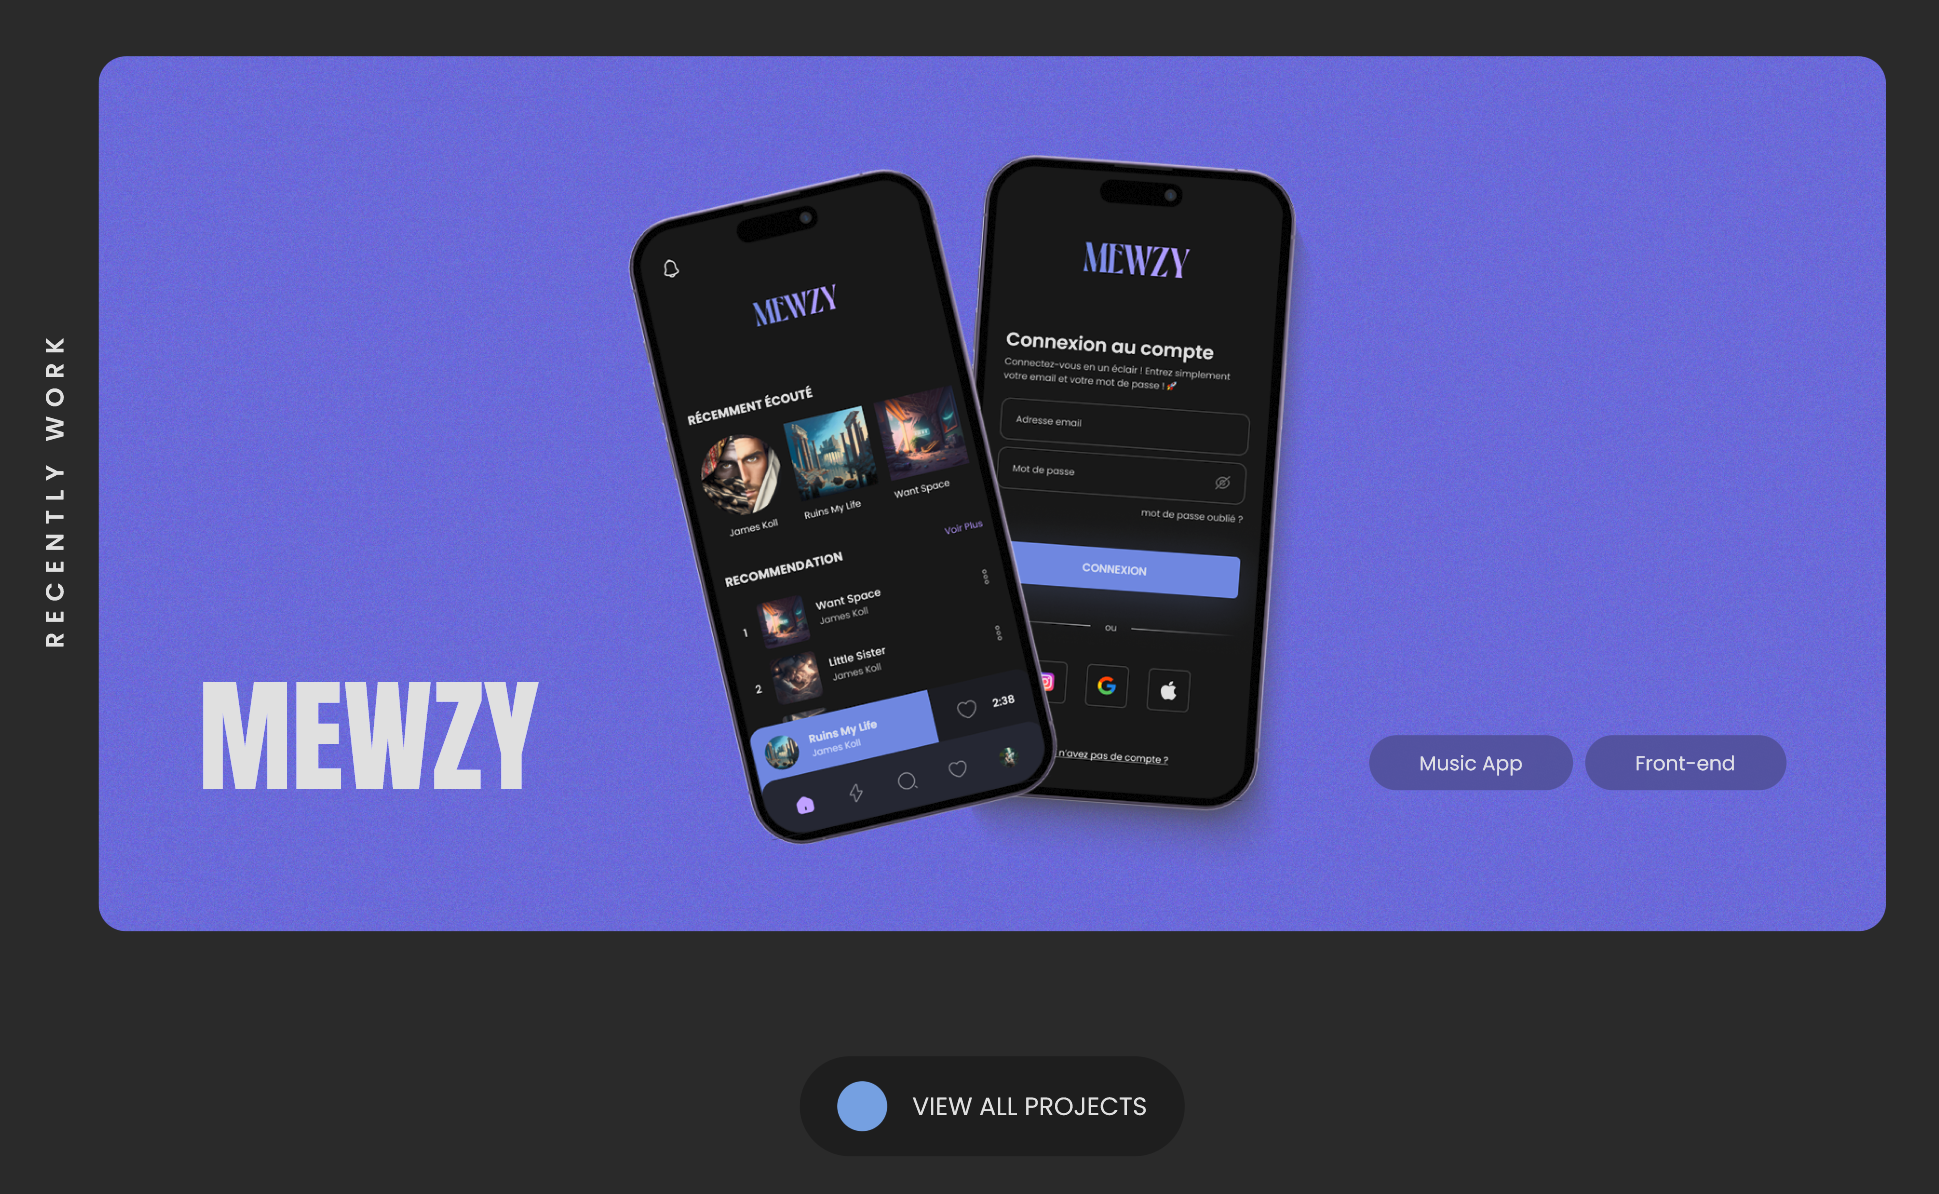 RECENTLY WORK
MEWZY
RÉCEMMENT ÉCOUTÉ
James Koll
Ruins My Life
Want Space
Voir Plus
RECOMMENDATION
1
Want Space
James Koll
2
Little Sister
James Koll
Ruins My Life
James Koll
2:38
MEWZY
Connexion au compte
Connectez-vous en un éclair ! Entrez simplement
votre email et votre mot de passe ! 🚀
Adresse email
Mot de passe
mot de passe oublié ?
CONNEXION
ou
n'avez pas de compte ?
MEWZY
Music App
Front-end
VIEW ALL PROJECTS